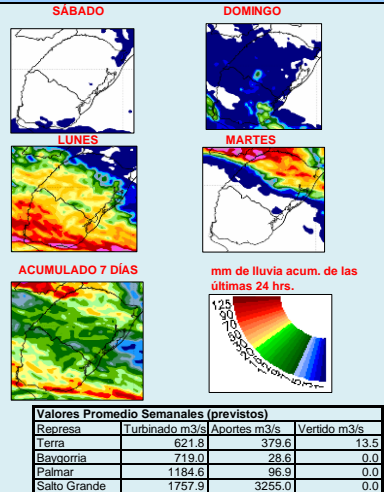 SÁBADO
DOMINGO
LUNES
MARTES
ACUMULADO 7 DÍAS
mm de lluvia acum. de las
últimas 24 hrs.
125
90
70
Valores Promedio Semanales (previstos)
Represa Turbinado m3/s Aportes m3/s Vertido m3/s
Terra 621.8 379.6 13.5
Baygorria 719.0 28.6 0.0
Palmar 1184.6 96.9 0.0
Salto Grande 1757.9 3255.0 0.0